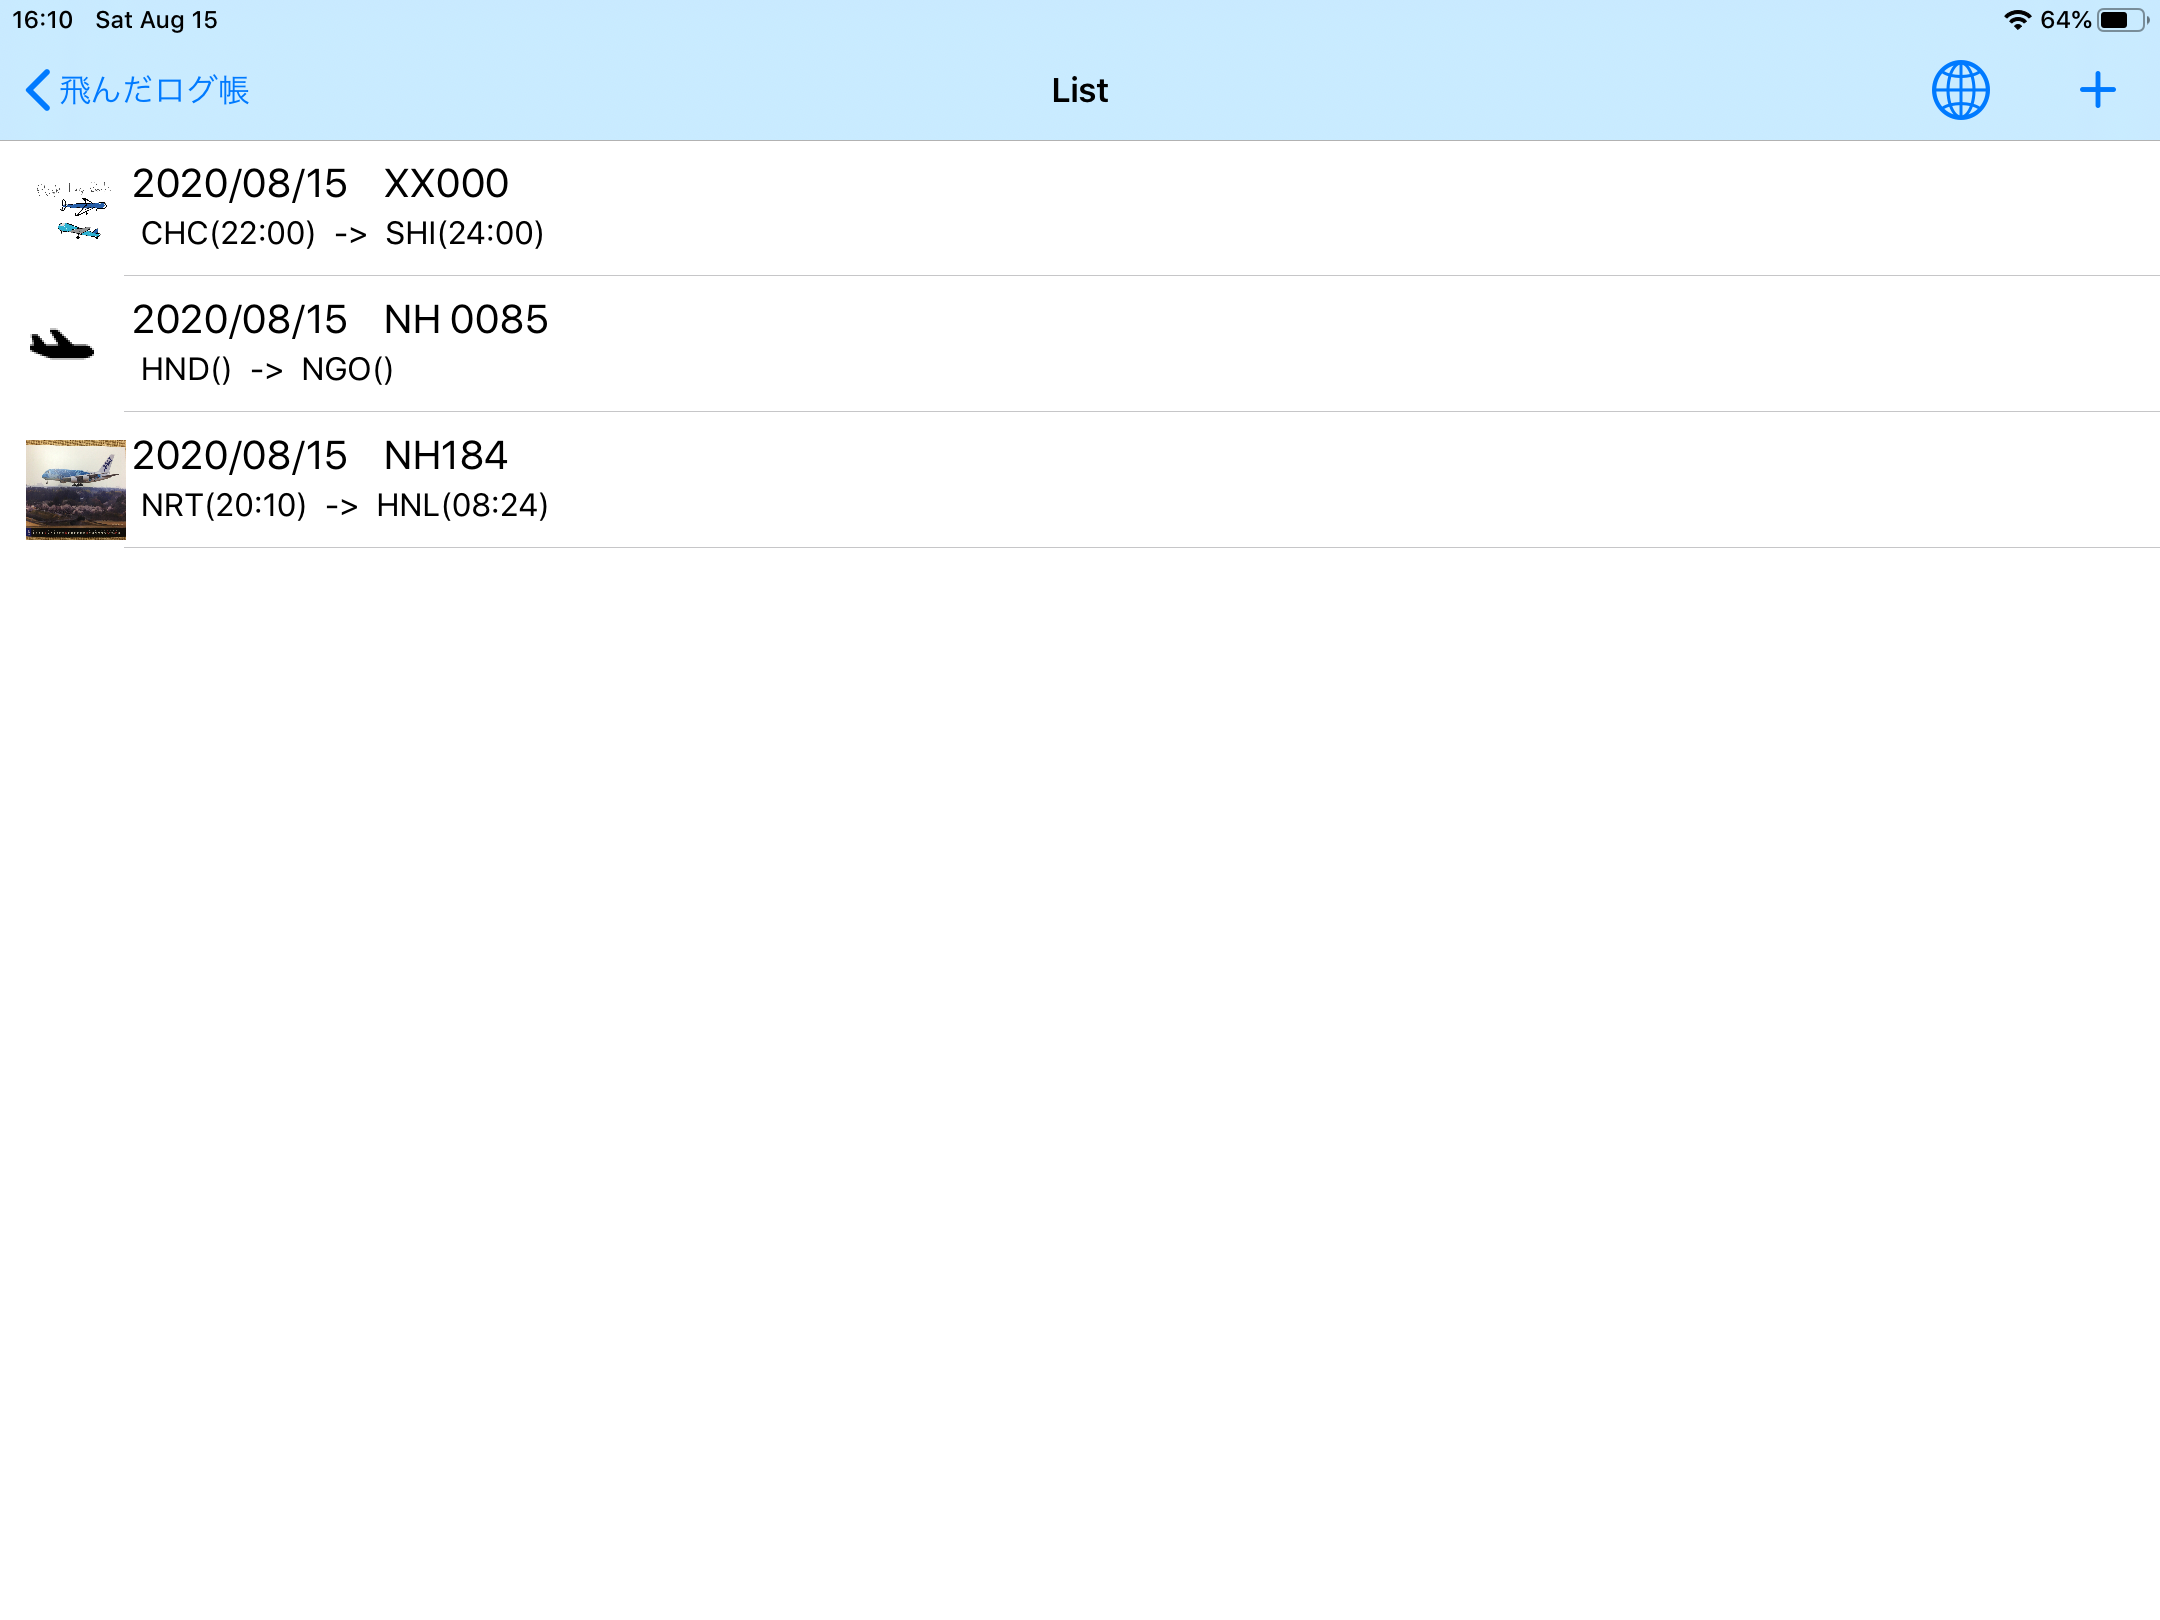 16:10 Sat Aug 15 64%
飛んだログ帳 List
2020/08/15 XX000
CHC(22:00) -> SHI(24:00)
2020/08/15 NH 0085
HND() -> NGO()
2020/08/15 NH184
NRT(20:10) -> HNL(08:24)